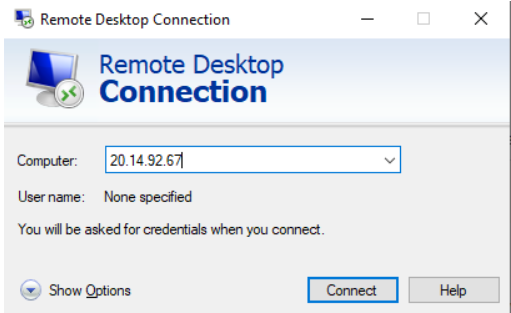 Remote Desktop Connection
Remote Desktop
Connection
Computer: 20.14.92.67
User name: None specified
You will be asked for credentials when you connect.
Show Options Connect Help